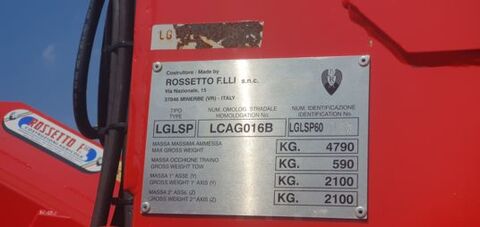 LG
Costruttore / Made by
ROSSETTO F.LLI s.n.c.
Via Nazionale, 15
37046 MINERBE (VR) - ITALY
TIPO
TYPE
LGLSP
NUM. OMOLOG. STRADALE
HOMOLOGATION No.
LCAG016B
NUM. IDENTIFICAZIONE
IDENTIFICATION No.
LGLSP60
MASSA MASSIMA AMMESSA
MAX GROSS WEIGHT
KG. 4790
MASSA OCCHIONE TRAINO
GROSS WEIGHT TOW
KG. 590
MASSA 1° ASSE (Y)
GROSS WEIGHT 1° AXIS (Y)
KG. 2100
MASSA 2° ASSE (Z)
GROSS WEIGHT 2° AXIS (Z)
KG. 2100
ROSSETTO F.lli